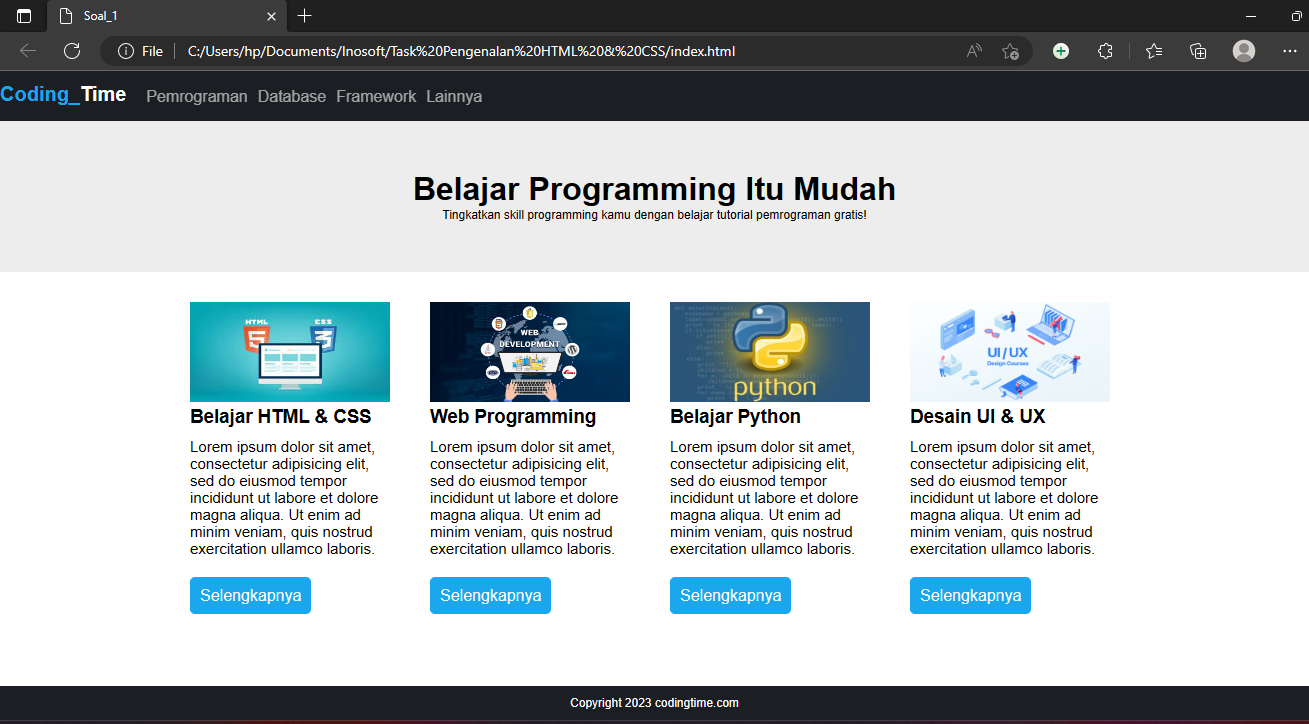 Soal_1
File
C:/Users/hp/Documents/Inosoft/Task%20Pengenalan%20HTML%20&%20CSS/index.html
Coding_Time Pemrograman Database Framework Lainnya
Belajar Programming Itu Mudah
Tingkatkan skill programming kamu dengan belajar tutorial pemrograman gratis!
HTML CSS
5 3
Belajar HTML & CSS
Lorem ipsum dolor sit amet,
consectetur adipisicing elit,
sed do eiusmod tempor
incididunt ut labore et dolore
magna aliqua. Ut enim ad
minim veniam, quis nostrud
exercitation ullamco laboris.
Selengkapnya
WEB
DEVELOPMENT
Web Programming
Lorem ipsum dolor sit amet,
consectetur adipisicing elit,
sed do eiusmod tempor
incididunt ut labore et dolore
magna aliqua. Ut enim ad
minim veniam, quis nostrud
exercitation ullamco laboris.
Selengkapnya
python
Belajar Python
Lorem ipsum dolor sit amet,
consectetur adipisicing elit,
sed do eiusmod tempor
incididunt ut labore et dolore
magna aliqua. Ut enim ad
minim veniam, quis nostrud
exercitation ullamco laboris.
Selengkapnya
UI/UX
Design Courses
Desain UI & UX
Lorem ipsum dolor sit amet,
consectetur adipisicing elit,
sed do eiusmod tempor
incididunt ut labore et dolore
magna aliqua. Ut enim ad
minim veniam, quis nostrud
exercitation ullamco laboris.
Selengkapnya
Copyright 2023 codingtime.com